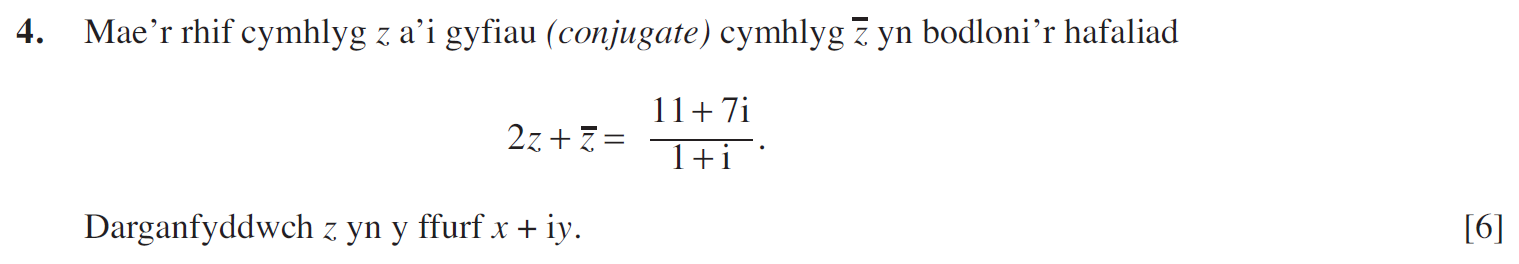 4. Mae'r rhif cymhlyg z a'i gyfiau (conjugate) cymhlyg z̄ yn bodloni'r hafaliad
2z + z̄ = (11 + 7i)/(1 + i).
Darganfyddwch z yn y ffurf x + iy. [6]